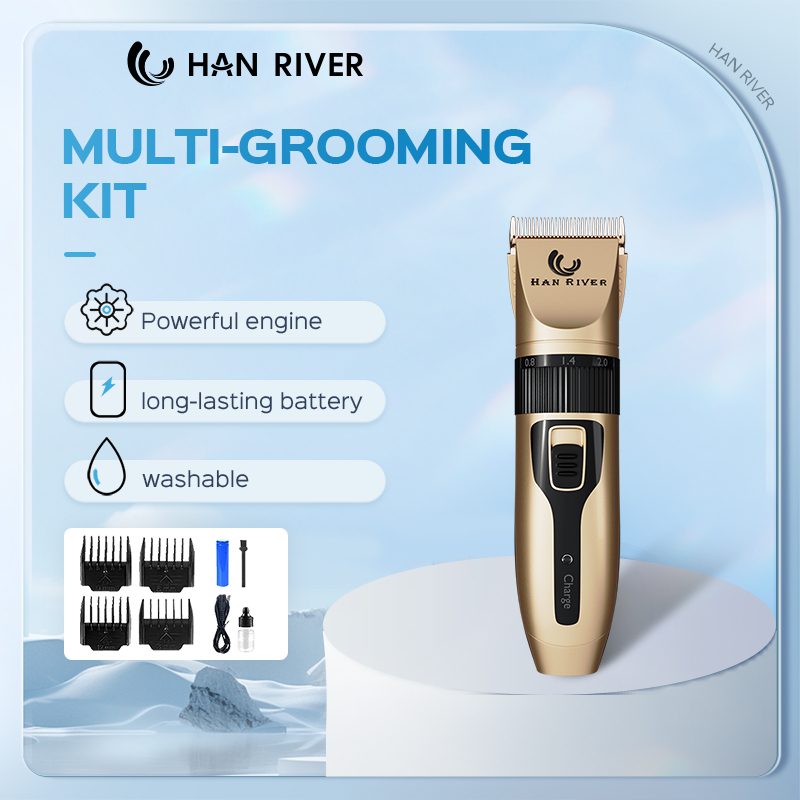 HAN RIVER
HAN RIVER
MULTI-GROOMING
KIT
HAN RIVER
Powerful engine
0.8 1.4 2.0
long-lasting battery
washable
Charge